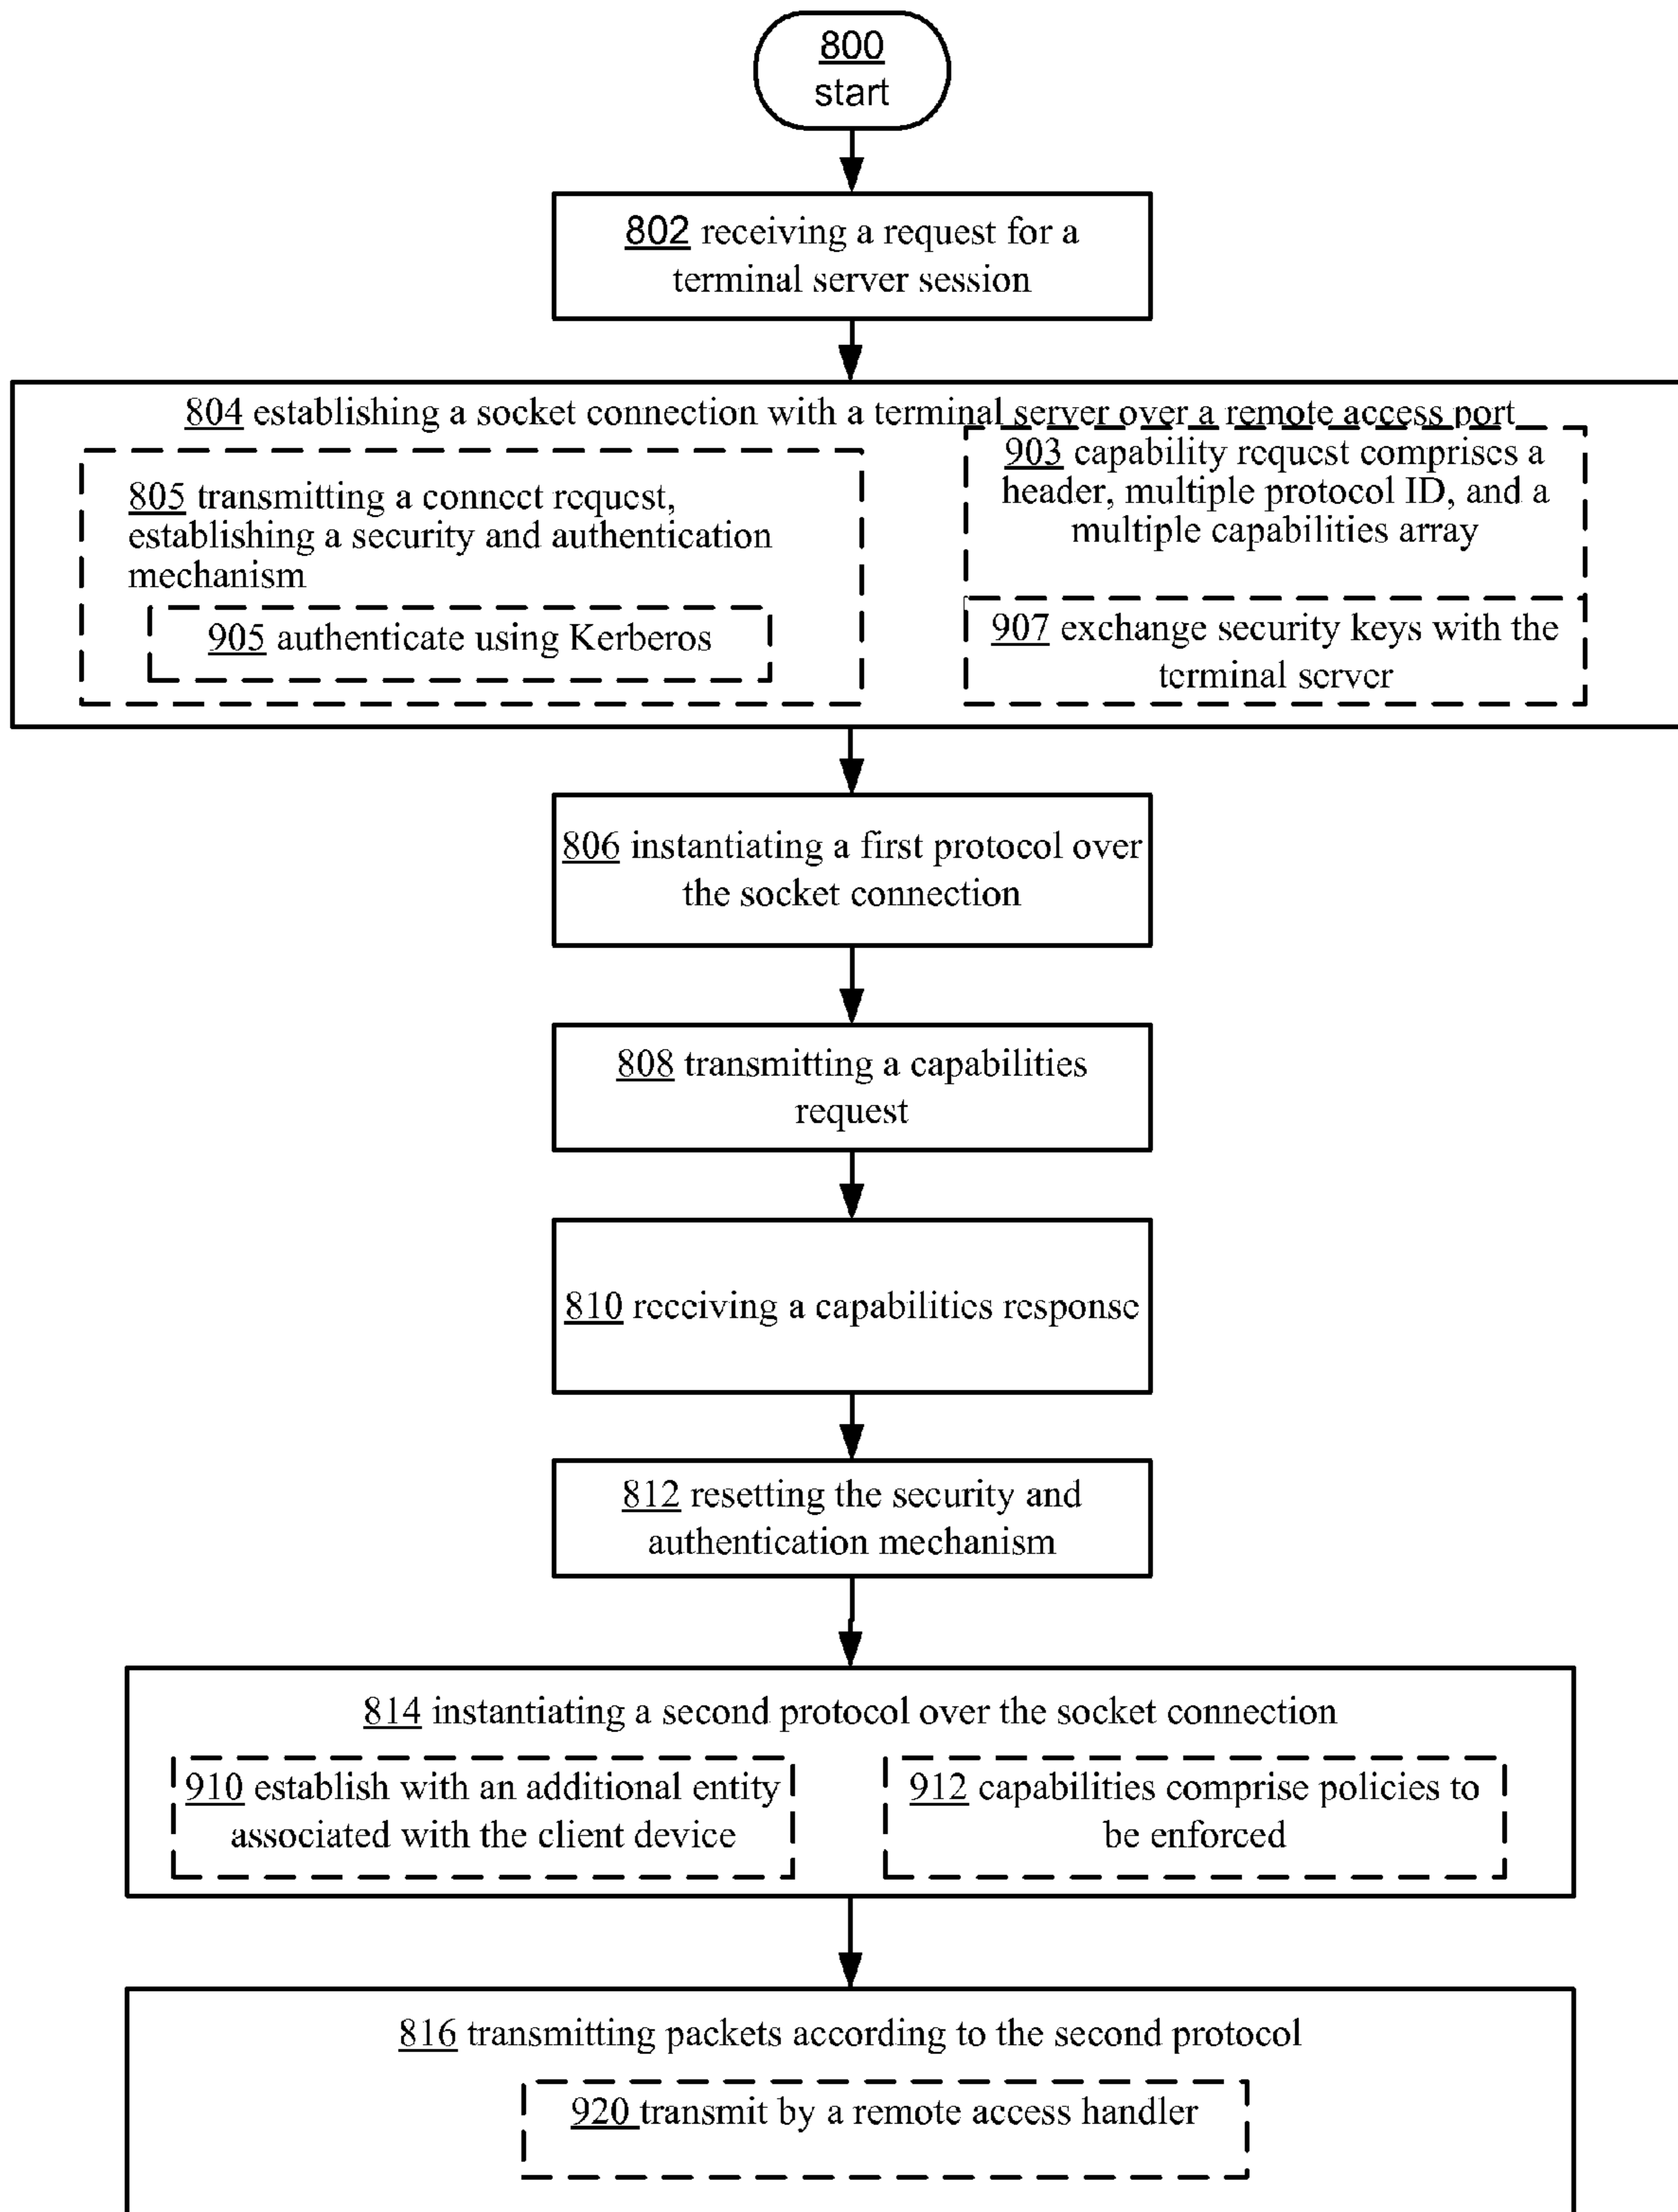 800
start
802 receiving a request for a
terminal server session
804 establishing a socket connection with a terminal server over a remote access port
805 transmitting a connect request,
establishing a security and authentication
mechanism
905 authenticate using Kerberos
903 capability request comprises a
header, multiple protocol ID, and a
multiple capabilities array
907 exchange security keys with the
terminal server
806 instantiating a first protocol over
the socket connection
808 transmitting a capabilities
request
810 receiving a capabilities response
812 resetting the security and
authentication mechanism
814 instantiating a second protocol over the socket connection
910 establish with an additional entity
associated with the client device
912 capabilities comprise policies to
be enforced
816 transmitting packets according to the second protocol
920 transmit by a remote access handler